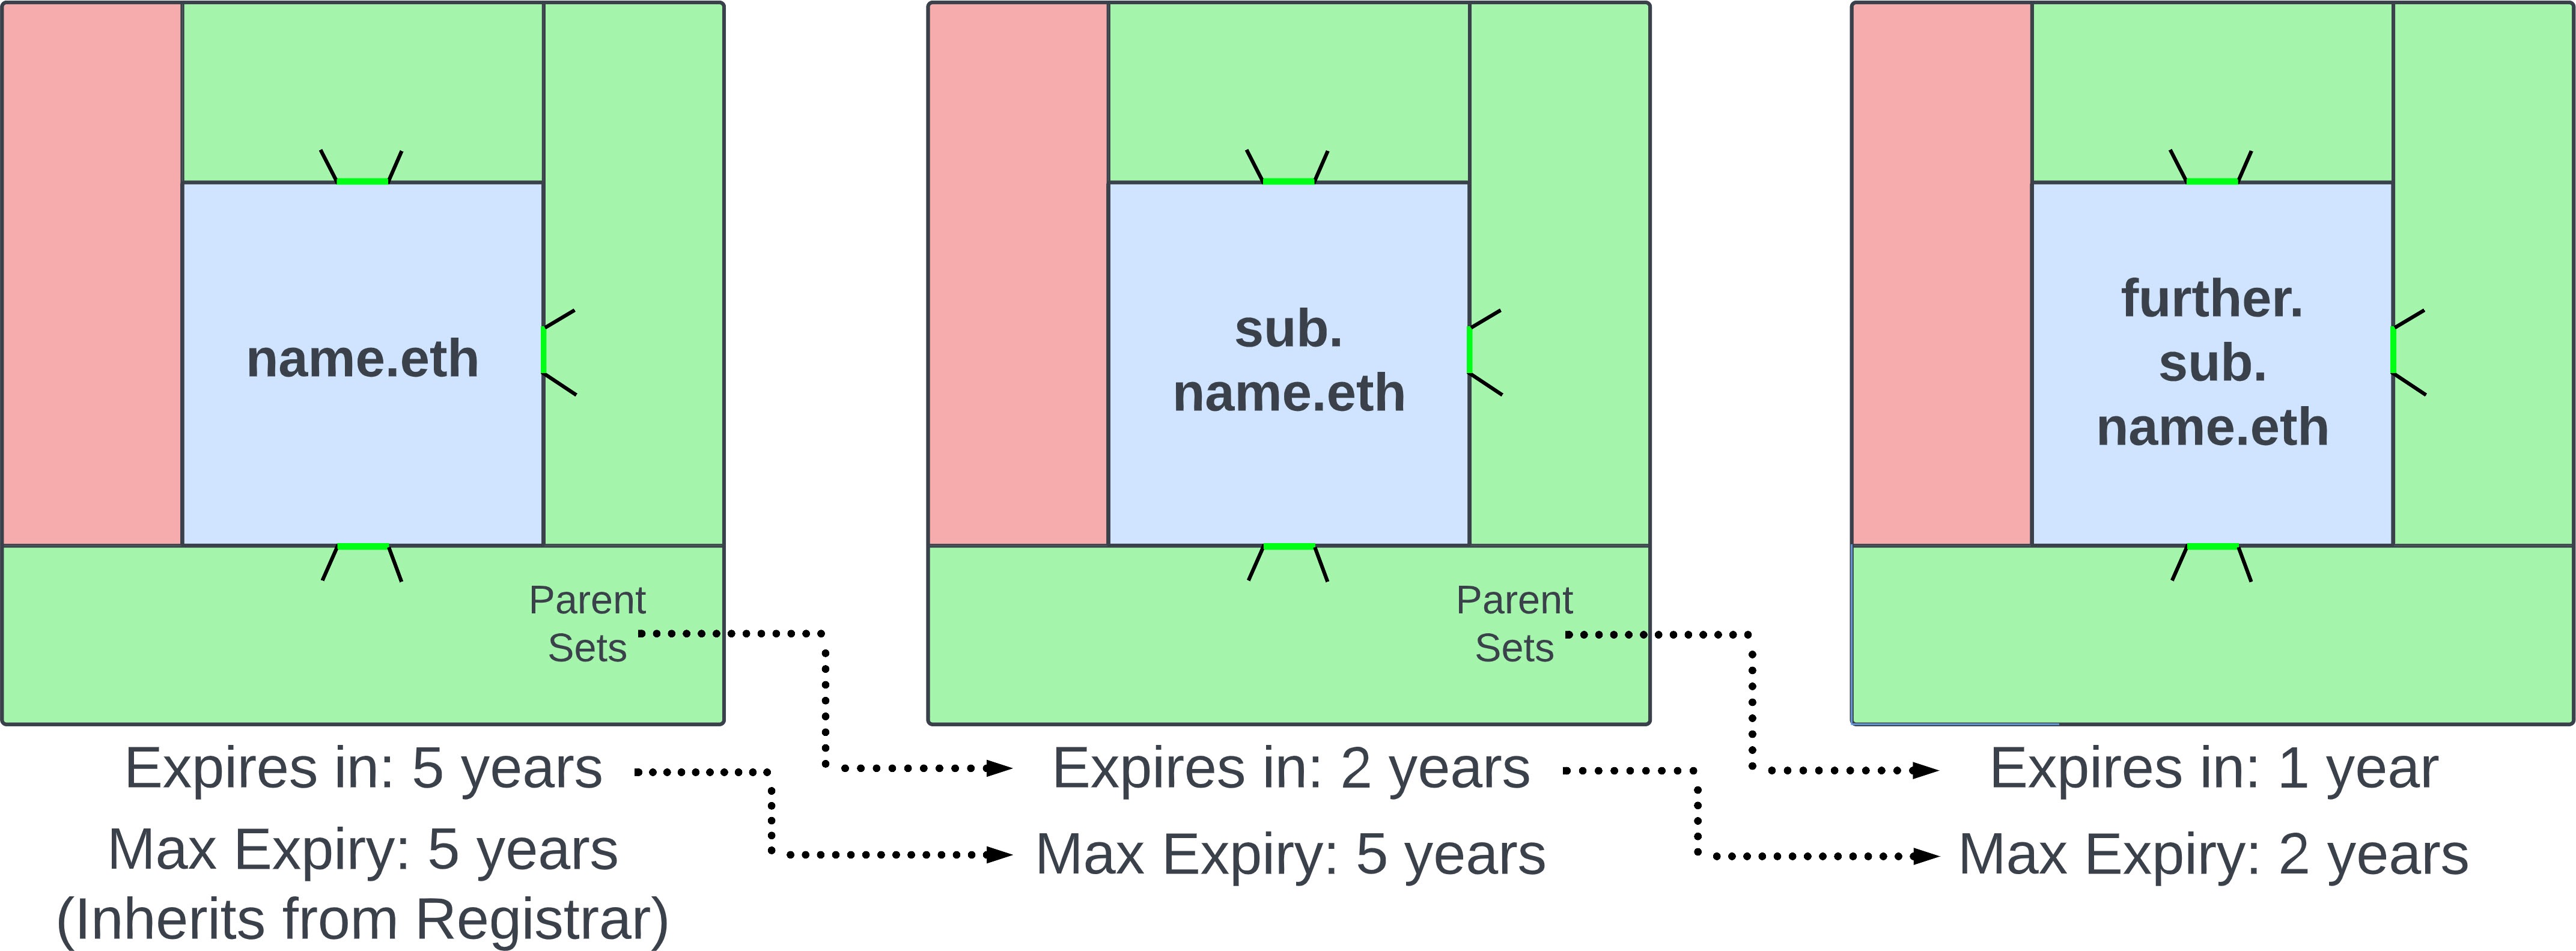 name.eth
Parent
Sets
Expires in: 5 years
Max Expiry: 5 years
(Inherits from Registrar)
sub.
name.eth
Parent
Sets
Expires in: 2 years
Max Expiry: 5 years
further.
sub.
name.eth
Expires in: 1 year
Max Expiry: 2 years